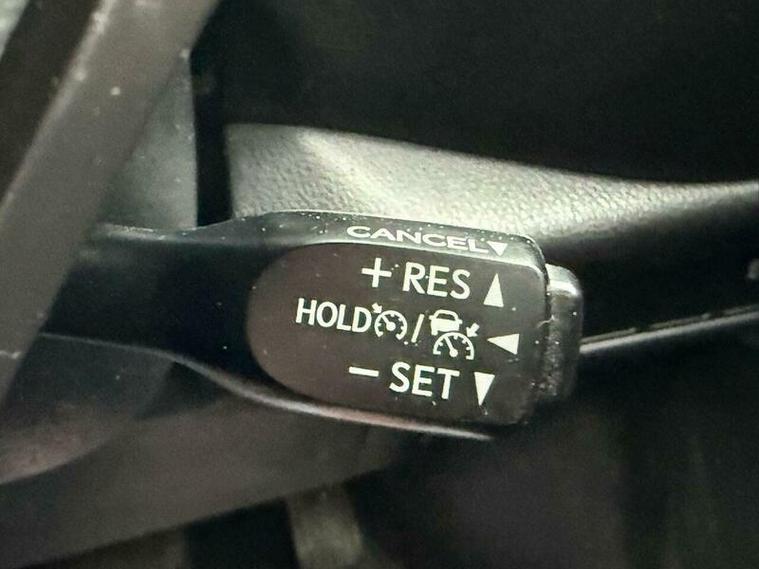 CANCEL▼
+ RES ▲
HOLD / ◀
− SET ▼